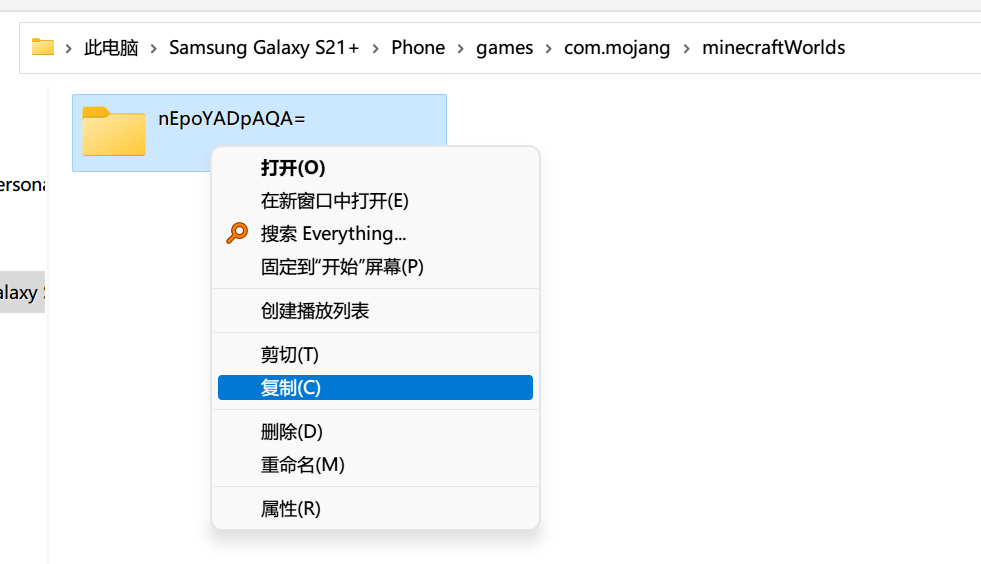 此电脑 > Samsung Galaxy S21+ > Phone > games > com.mojang > minecraftWorlds
nEpoYADpAQA=
打开(O)
在新窗口中打开(E)
搜索 Everything...
固定到“开始”屏幕(P)
创建播放列表
剪切(T)
复制(C)
删除(D)
重命名(M)
属性(R)